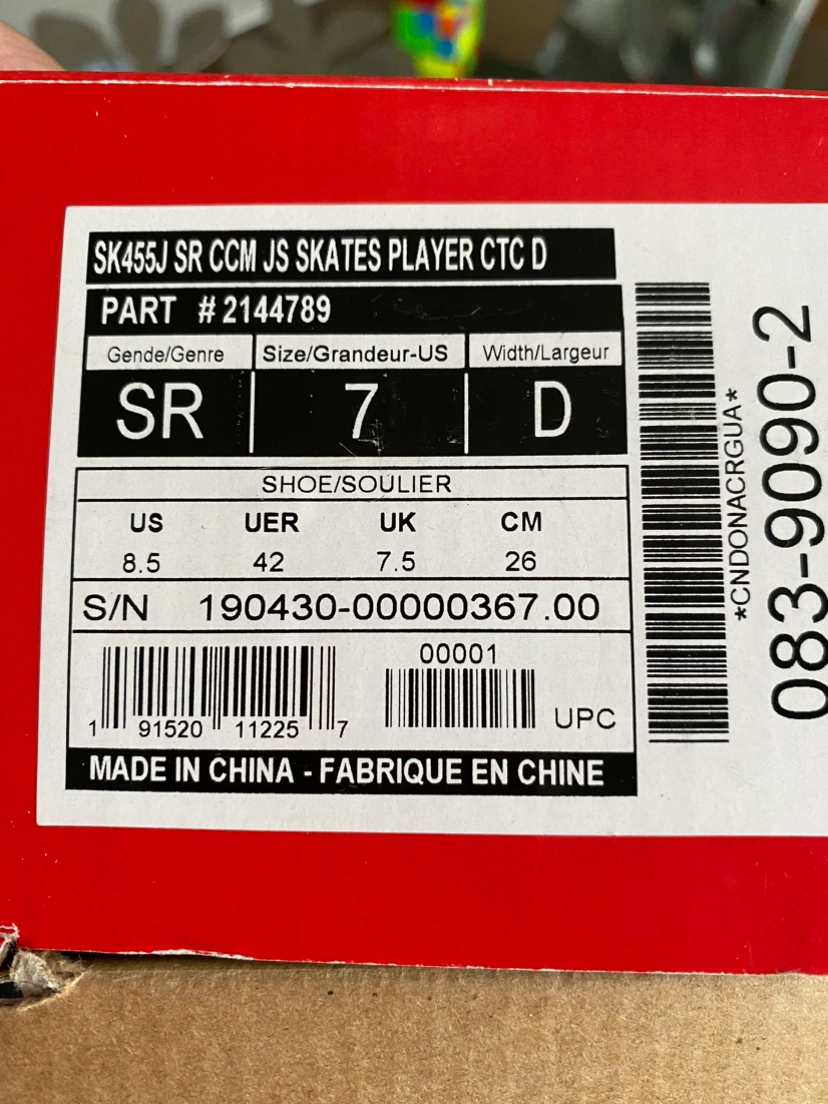 SK455J SR CCM JS SKATES PLAYER CTC D
PART # 2144789
Gende/Genre Size/Grandeur-US Width/Largeur
SR 7 D
SHOE/SOULIER
US UER UK CM
8.5 42 7.5 26
S/N 190430-00000367.00
00001
1 91520 11225 7 UPC
MADE IN CHINA - FABRIQUE EN CHINE
*CNDONACRGUA*
083-9090-2